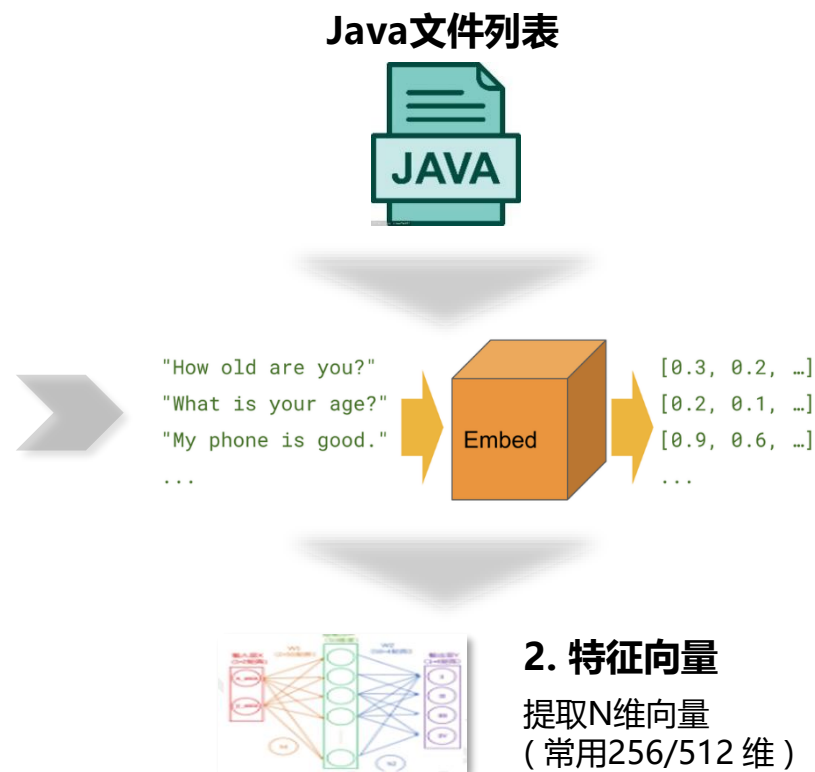 Java文件列表
JAVA
"How old are you?"
"What is your age?"
"My phone is good."
...
Embed
[0.3, 0.2, …]
[0.2, 0.1, …]
[0.9, 0.6, …]
...
W1
W2
2. 特征向量
提取N维向量
( 常用256/512 维 )